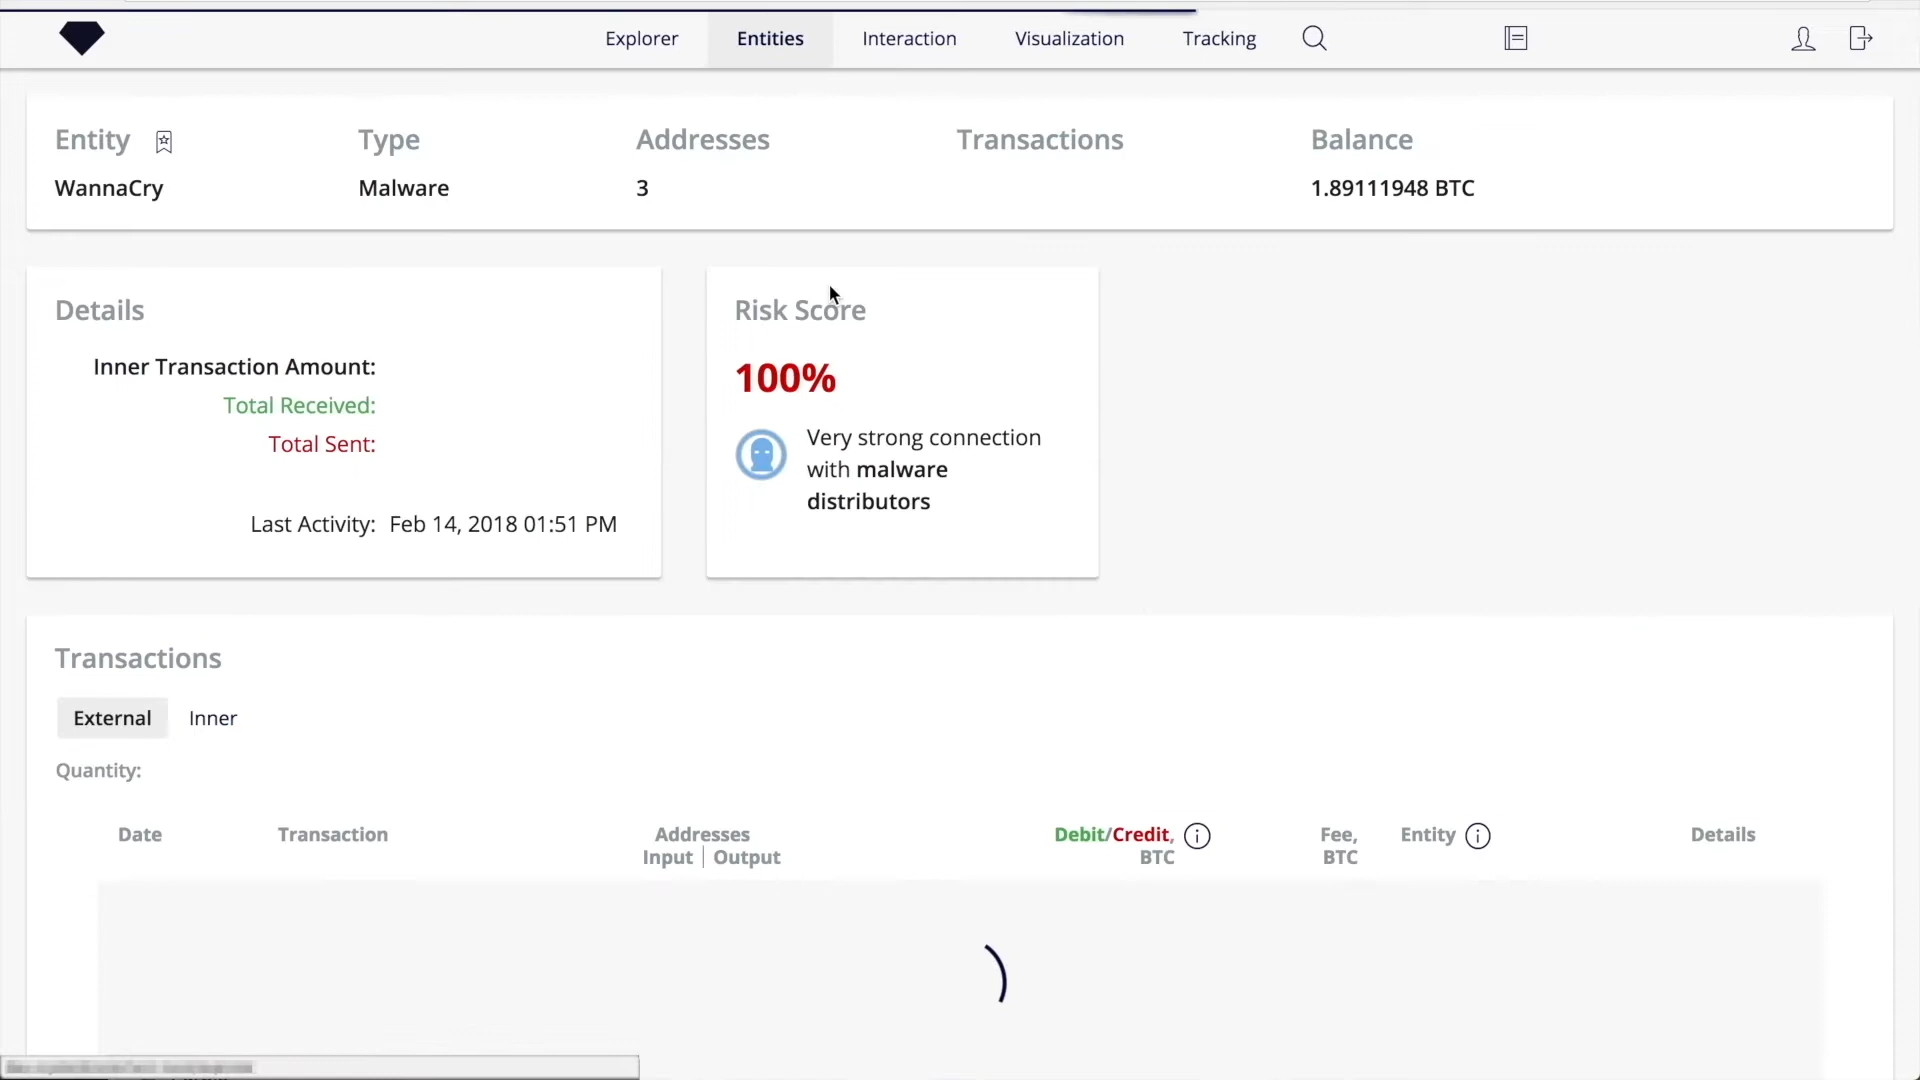 Explorer Entities Interaction Visualization Tracking
Entity Type Addresses Transactions Balance
WannaCry Malware 3 1.89111948 BTC
Details
Inner Transaction Amount:
Total Received:
Total Sent:
Last Activity: Feb 14, 2018 01:51 PM
Risk Score
100%
Very strong connection
with malware
distributors
Transactions
External Inner
Quantity:
Date Transaction Addresses Debit/Credit, Fee, Entity Details
Input | Output BTC BTC